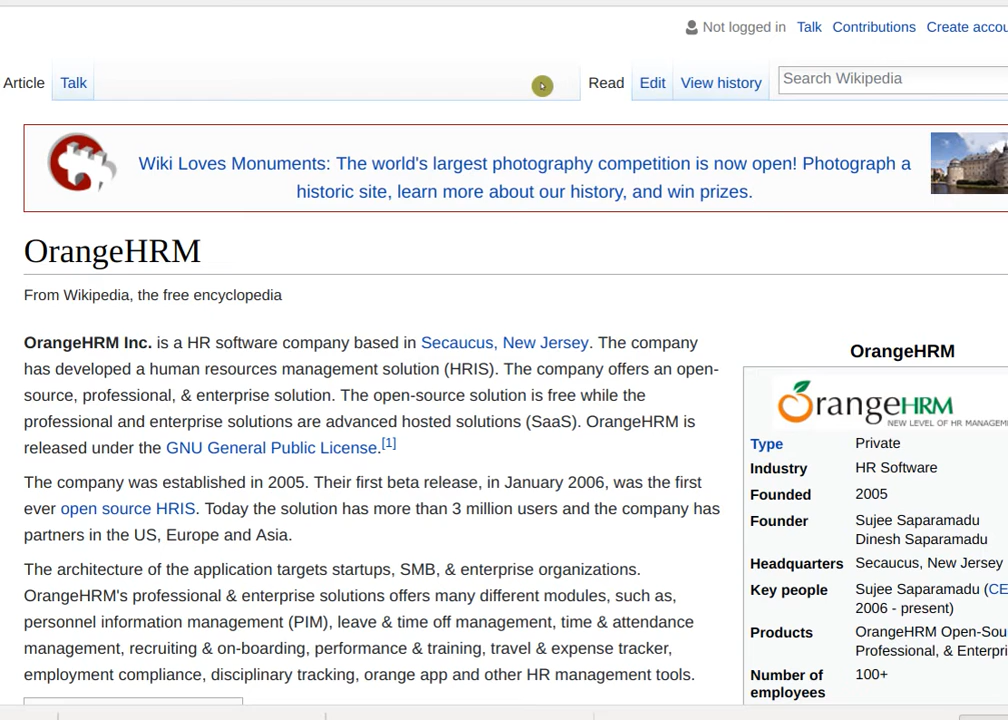 Not logged in Talk Contributions Create accou
Article Talk Read Edit View history Search Wikipedia
Wiki Loves Monuments: The world's largest photography competition is now open! Photograph a
historic site, learn more about our history, and win prizes.
OrangeHRM
From Wikipedia, the free encyclopedia
OrangeHRM Inc. is a HR software company based in Secaucus, New Jersey. The company
has developed a human resources management solution (HRIS). The company offers an open-
source, professional, & enterprise solution. The open-source solution is free while the
professional and enterprise solutions are advanced hosted solutions (SaaS). OrangeHRM is
released under the GNU General Public License.[1]
The company was established in 2005. Their first beta release, in January 2006, was the first
ever open source HRIS. Today the solution has more than 3 million users and the company has
partners in the US, Europe and Asia.
The architecture of the application targets startups, SMB, & enterprise organizations.
OrangeHRM's professional & enterprise solutions offers many different modules, such as,
personnel information management (PIM), leave & time off management, time & attendance
management, recruiting & on-boarding, performance & training, travel & expense tracker,
employment compliance, disciplinary tracking, orange app and other HR management tools.
OrangeHRM
rangeHRM
NEW LEVEL OF HR MANAGEM
Type Private
Industry HR Software
Founded 2005
Founder Sujee Saparamadu
Dinesh Saparamadu
Headquarters Secaucus, New Jersey
Key people Sujee Saparamadu (CE
2006 - present)
Products OrangeHRM Open-Sou
Professional, & Enterpri
Number of 100+
employees